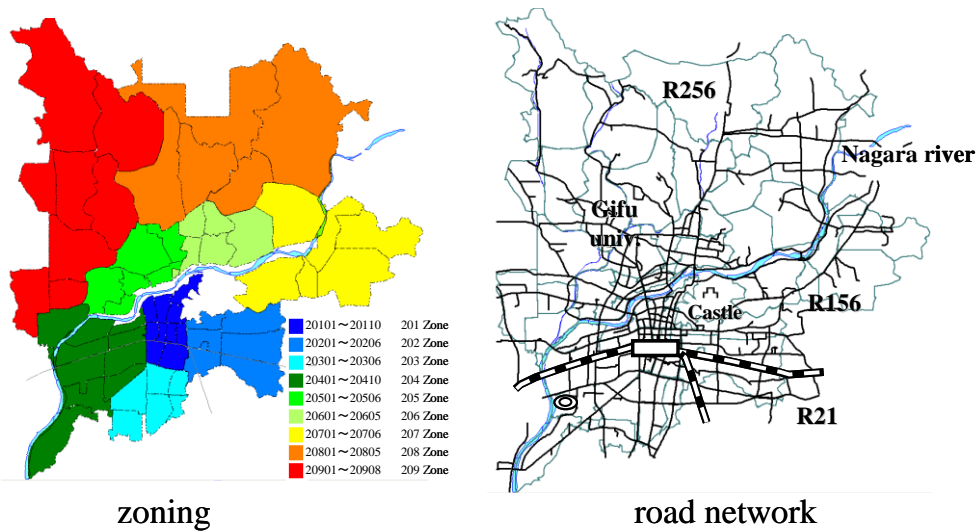 20101～20110 201 Zone
20201～20206 202 Zone
20301～20306 203 Zone
20401～20410 204 Zone
20501～20506 205 Zone
20601～20605 206 Zone
20701～20706 207 Zone
20801～20805 208 Zone
20901～20908 209 Zone
zoning
R256
Nagara river
Gifu
univ.
R156
Castle
R21
road network